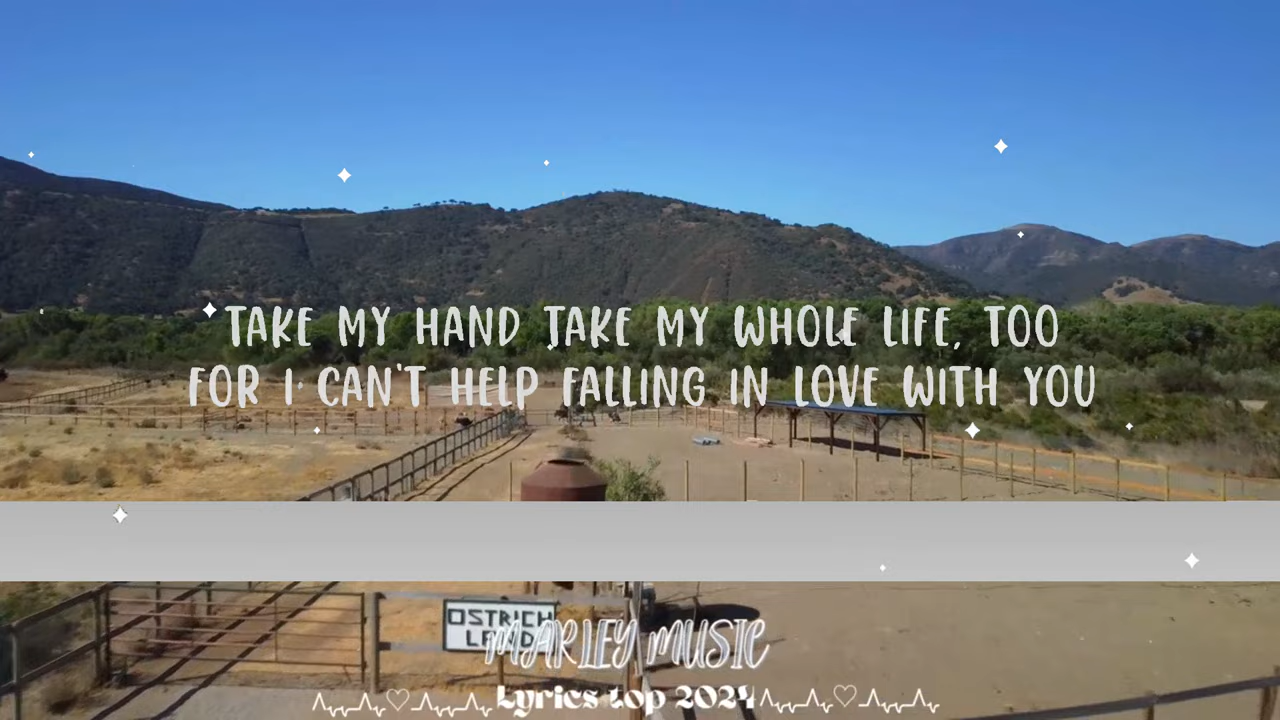 TAKE MY HAND TAKE MY WHOLE LIFE, TOO
FOR I CAN'T HELP FALLING IN LOVE WITH YOU
OSTRICH
LAND
MARLEY MUSIC
Lyrics top 2024